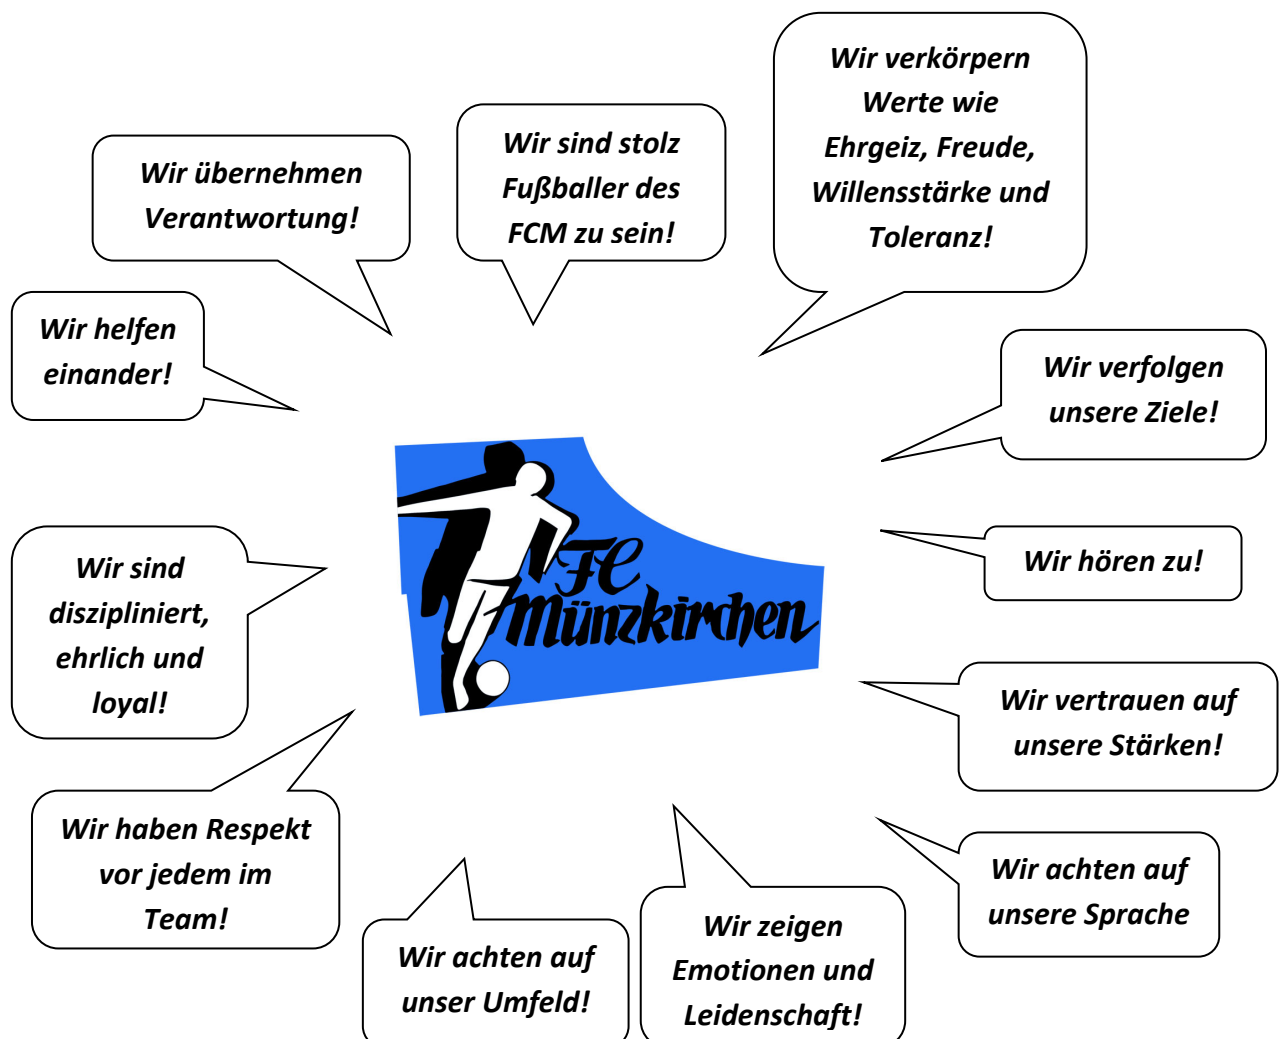 Wir verkörpern
Werte wie
Ehrgeiz, Freude,
Willensstärke und
Toleranz!
Wir sind stolz
Fußballer des
FCM zu sein!
Wir übernehmen
Verantwortung!
Wir helfen
einander!
Wir verfolgen
unsere Ziele!
Wir hören zu!
Wir sind
diszipliniert,
ehrlich und
loyal!
FC
Münzkirchen
Wir vertrauen auf
unsere Stärken!
Wir haben Respekt
vor jedem im
Team!
Wir achten auf
unsere Sprache
Wir achten auf
unser Umfeld!
Wir zeigen
Emotionen und
Leidenschaft!